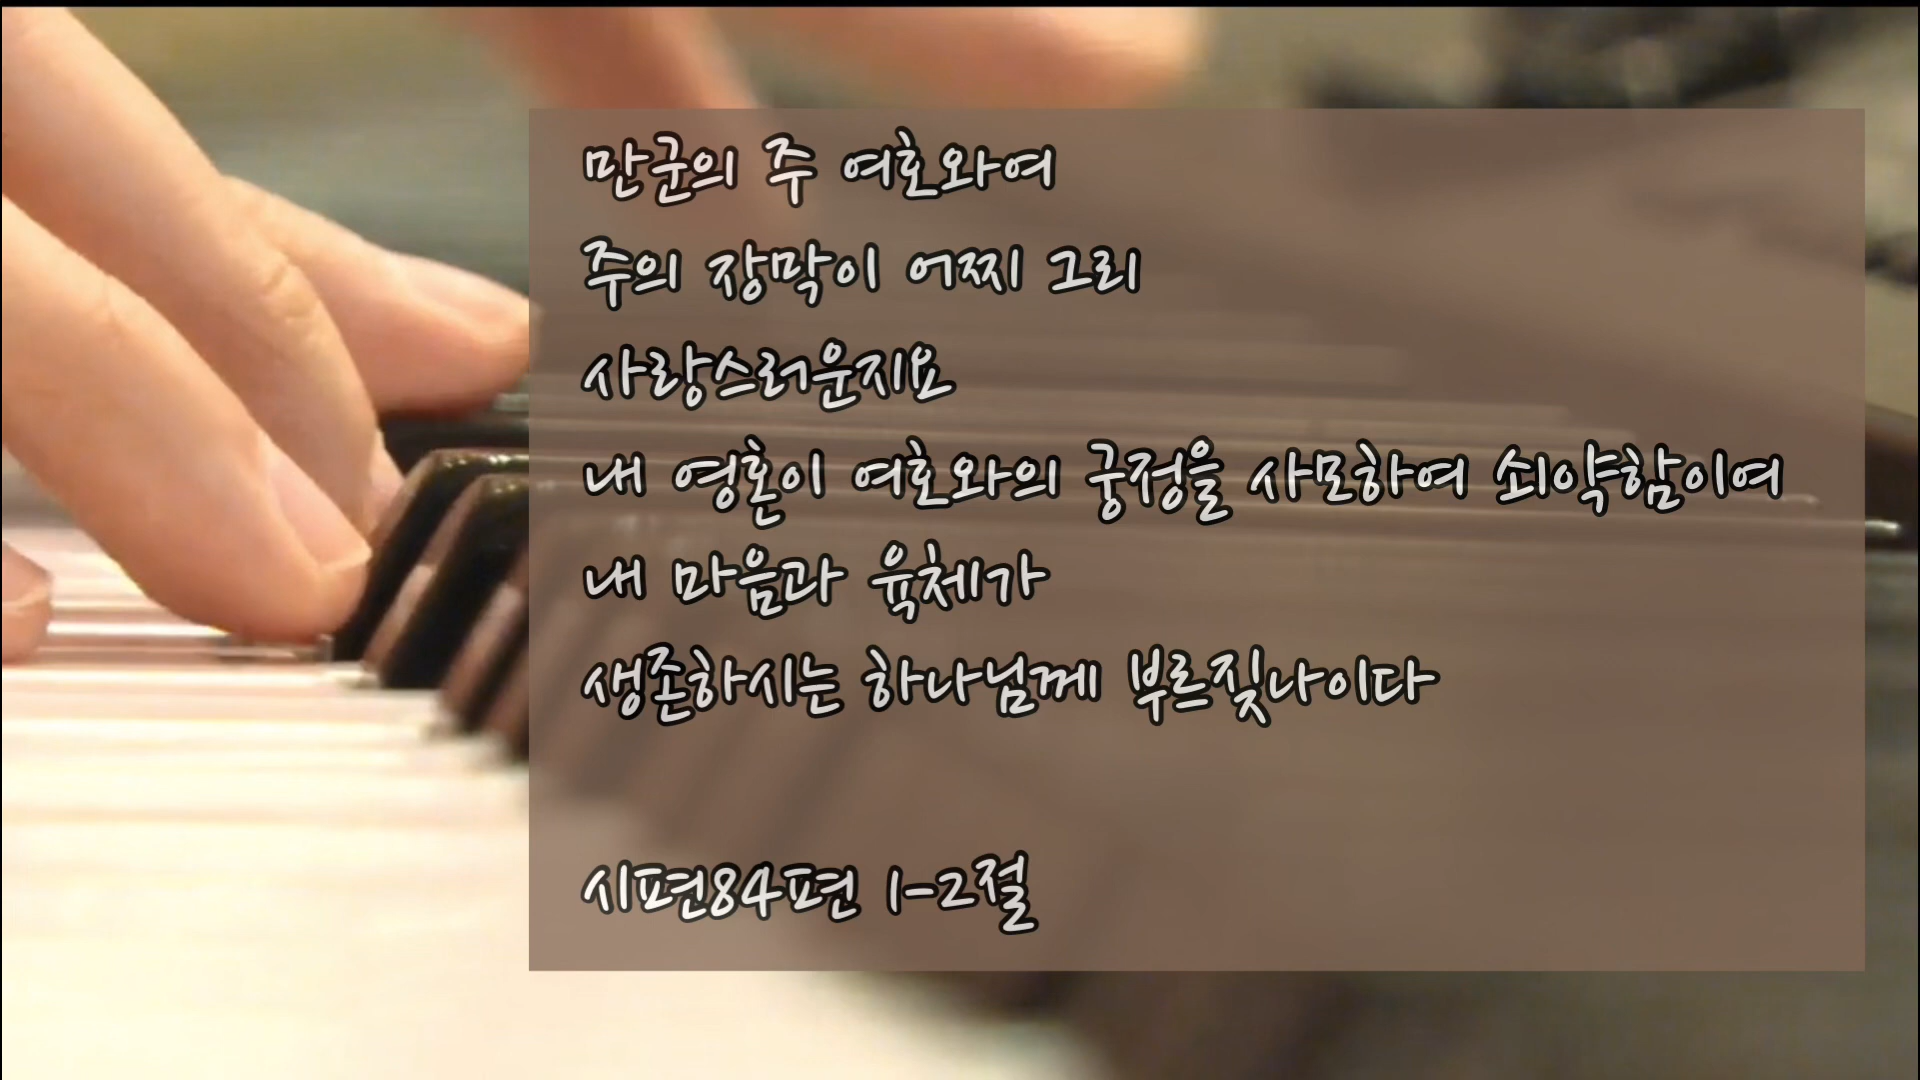 만군의 주 여호와여
주의 장막이 어찌 그리
사랑스러운지요
내 영혼이 여호와의 궁정을 사모하여 쇠약함이여
내 마음과 육체가
생존하시는 하나님께 부르짖나이다
시편84편 1-2절